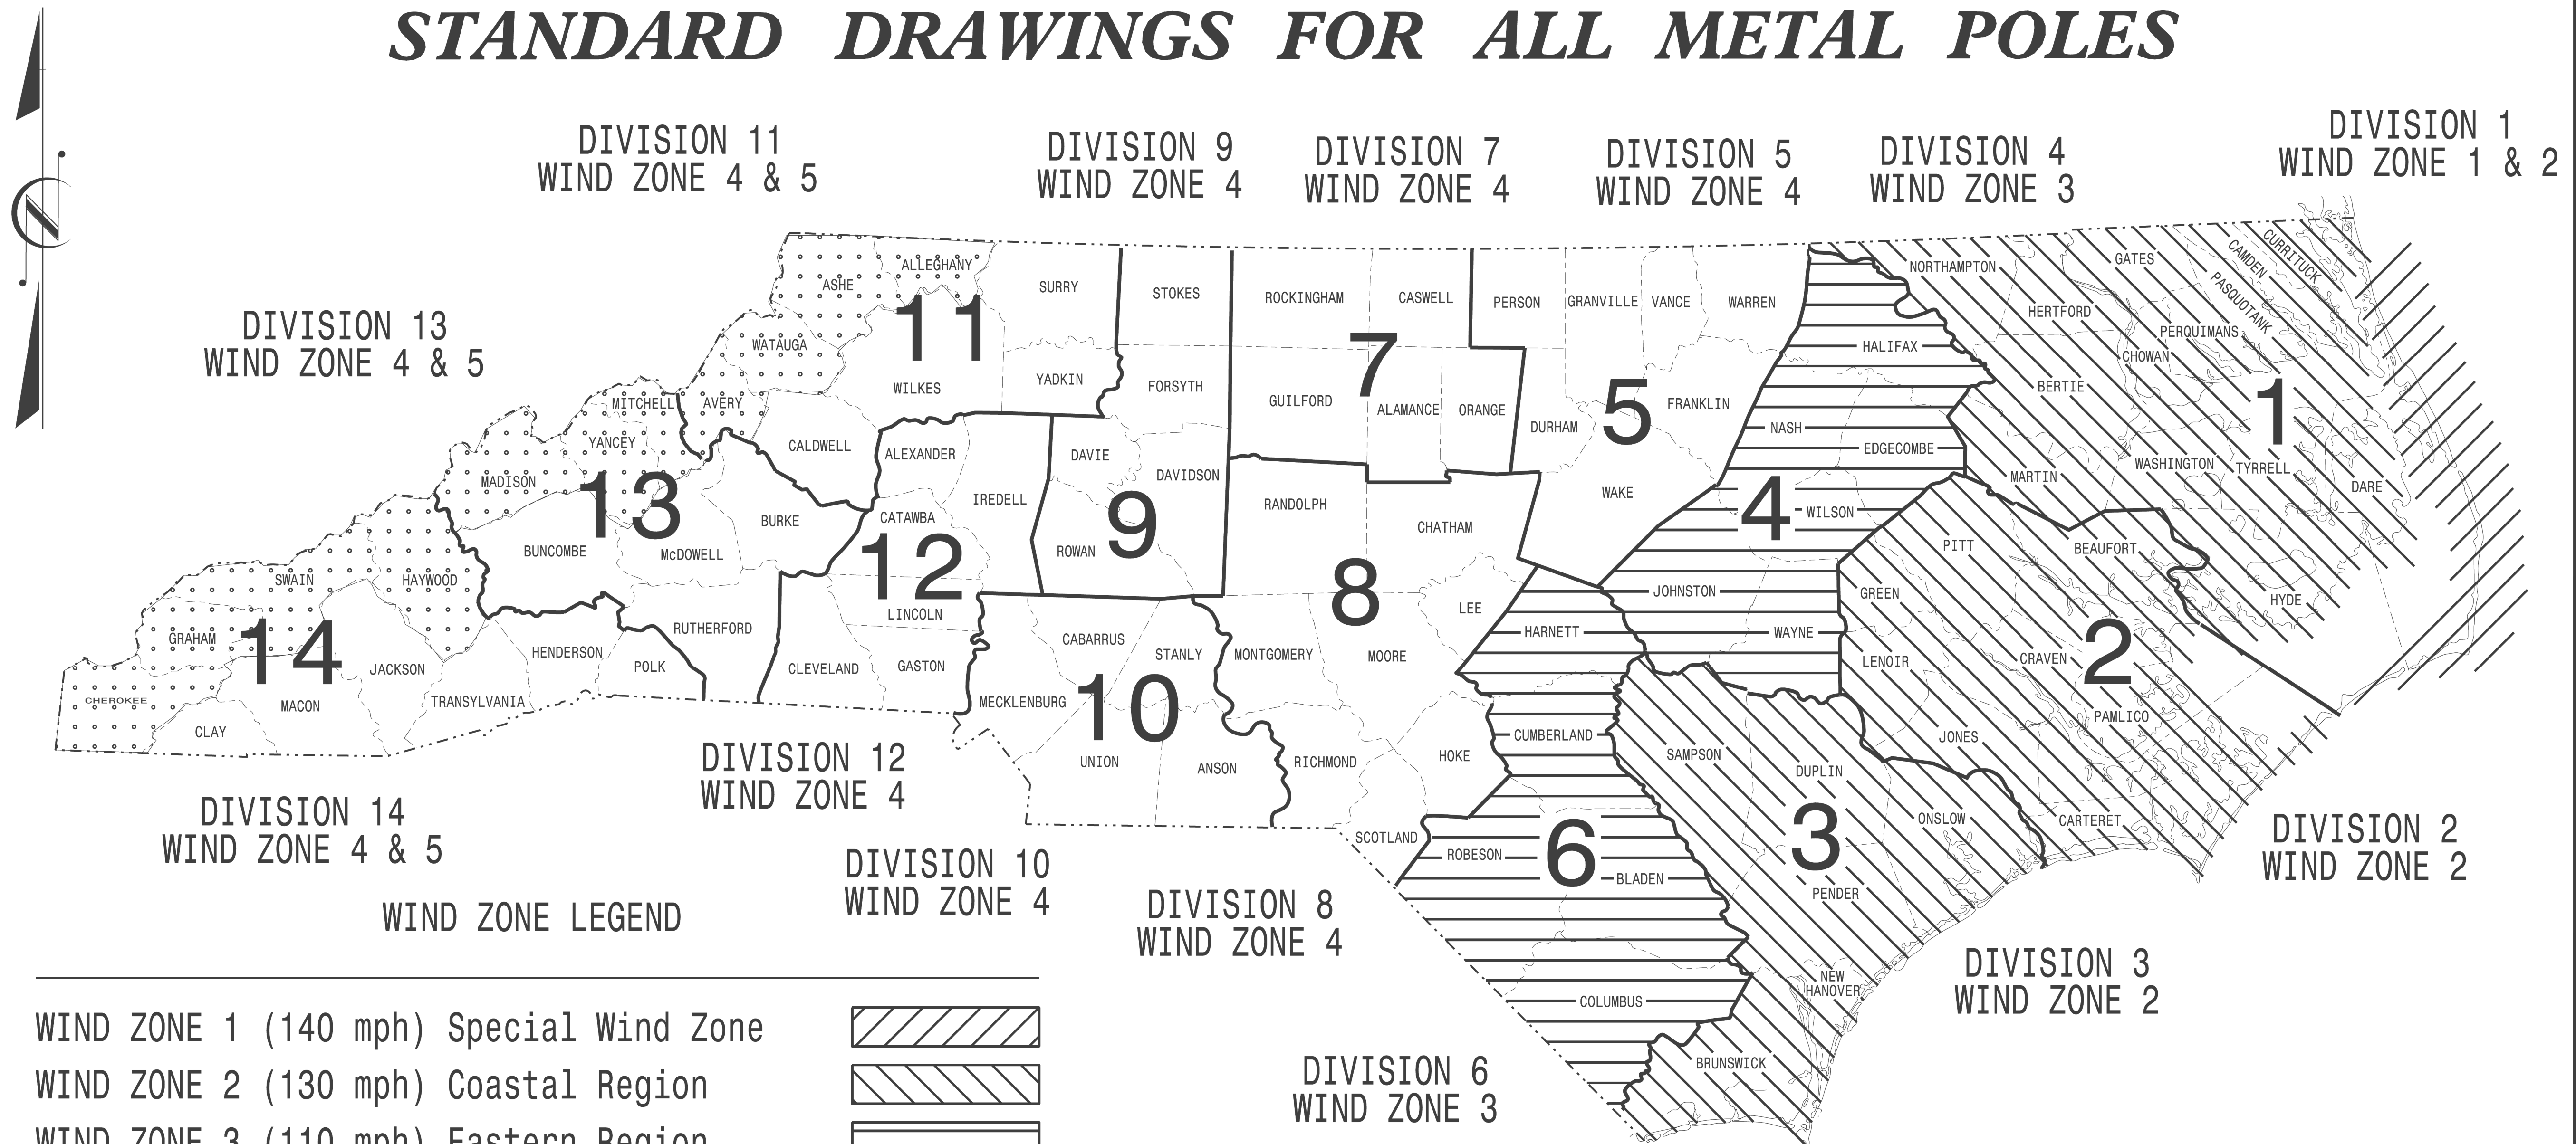 STANDARD DRAWINGS FOR ALL METAL POLES
DIVISION 11
WIND ZONE 4 & 5
DIVISION 9
WIND ZONE 4
DIVISION 7
WIND ZONE 4
DIVISION 5
WIND ZONE 4
DIVISION 4
WIND ZONE 3
DIVISION 1
WIND ZONE 1 & 2
DIVISION 13
WIND ZONE 4 & 5
N
ASHE
ALLEGHANY
SURRY
STOKES
ROCKINGHAM
CASWELL
PERSON
GRANVILLE
VANCE
WARREN
NORTHAMPTON
GATES
CAMDEN
CURRITUCK
PASQUOTANK
HERTFORD
PERQUIMANS
CHOWAN
WATAUGA
11
WILKES
YADKIN
FORSYTH
7
GUILFORD
ALAMANCE
ORANGE
DURHAM
5
FRANKLIN
HALIFAX
NASH
EDGECOMBE
BERTIE
1
MARTIN
WASHINGTON
TYRRELL
DARE
MITCHELL
AVERY
YANCEY
CALDWELL
ALEXANDER
DAVIE
DAVIDSON
MADISON
13
BURKE
CATAWBA
IREDELL
ROWAN
9
RANDOLPH
CHATHAM
WAKE
4
WILSON
PITT
BEAUFORT
HYDE
BUNCOMBE
McDOWELL
12
LINCOLN
8
LEE
JOHNSTON
GREEN
SWAIN
HAYWOOD
GRAHAM
14
JACKSON
HENDERSON
POLK
RUTHERFORD
CLEVELAND
GASTON
CABARRUS
STANLY
MONTGOMERY
MOORE
HARNETT
WAYNE
LENOIR
CRAVEN
2
CHEROKEE
MACON
CLAY
TRANSYLVANIA
MECKLENBURG
10
UNION
ANSON
RICHMOND
HOKE
CUMBERLAND
SAMPSON
DUPLIN
JONES
PAMLICO
SCOTLAND
ROBESON
6
BLADEN
3
PENDER
ONSLOW
CARTERET
COLUMBUS
NEW
HANOVER
BRUNSWICK
DIVISION 12
WIND ZONE 4
DIVISION 14
WIND ZONE 4 & 5
DIVISION 10
WIND ZONE 4
DIVISION 8
WIND ZONE 4
DIVISION 2
WIND ZONE 2
DIVISION 3
WIND ZONE 2
DIVISION 6
WIND ZONE 3
WIND ZONE LEGEND
WIND ZONE 1 (140 mph) Special Wind Zone
WIND ZONE 2 (130 mph) Coastal Region
WIND ZONE 3 (110 mph) Eastern Region